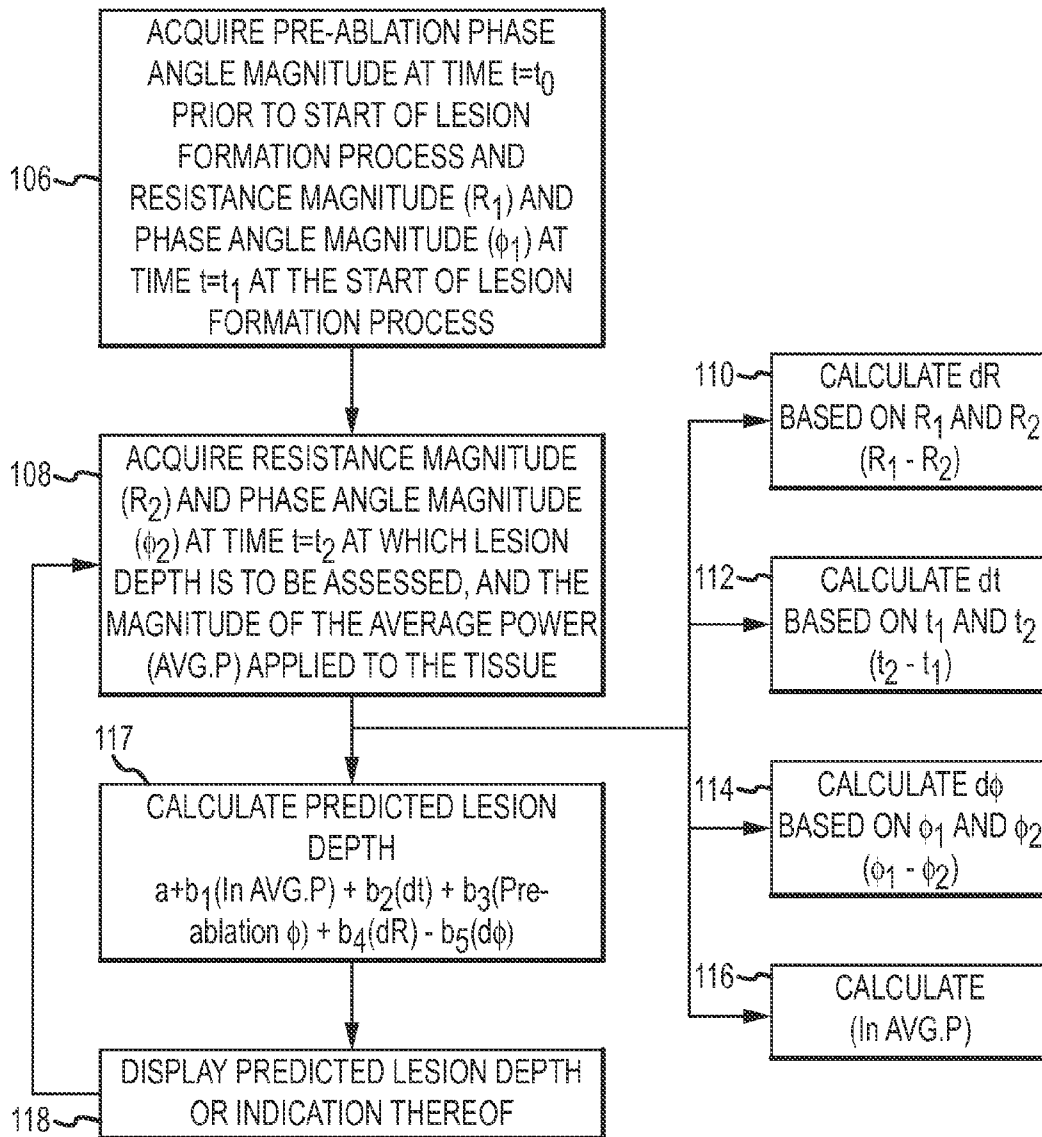 ACQUIRE PRE-ABLATION PHASE
ANGLE MAGNITUDE AT TIME t=t₀
PRIOR TO START OF LESION
FORMATION PROCESS AND
RESISTANCE MAGNITUDE (R₁) AND
PHASE ANGLE MAGNITUDE (ϕ₁) AT
TIME t=t₁ AT THE START OF LESION
FORMATION PROCESS
106
108
ACQUIRE RESISTANCE MAGNITUDE
(R₂) AND PHASE ANGLE MAGNITUDE
(ϕ₂) AT TIME t=t₂ AT WHICH LESION
DEPTH IS TO BE ASSESSED, AND THE
MAGNITUDE OF THE AVERAGE POWER
(AVG.P) APPLIED TO THE TISSUE
110
CALCULATE dR
BASED ON R₁ AND R₂
(R₁ - R₂)
112
CALCULATE dt
BASED ON t₁ AND t₂
(t₂ - t₁)
114
CALCULATE dϕ
BASED ON ϕ₁ AND ϕ₂
(ϕ₁ - ϕ₂)
116
CALCULATE
(ln AVG.P)
117
CALCULATE PREDICTED LESION
DEPTH
a+b₁(ln AVG.P) + b₂(dt) + b₃(Pre-
ablation ϕ) + b₄(dR) - b₅(dϕ)
DISPLAY PREDICTED LESION DEPTH
OR INDICATION THEREOF
118